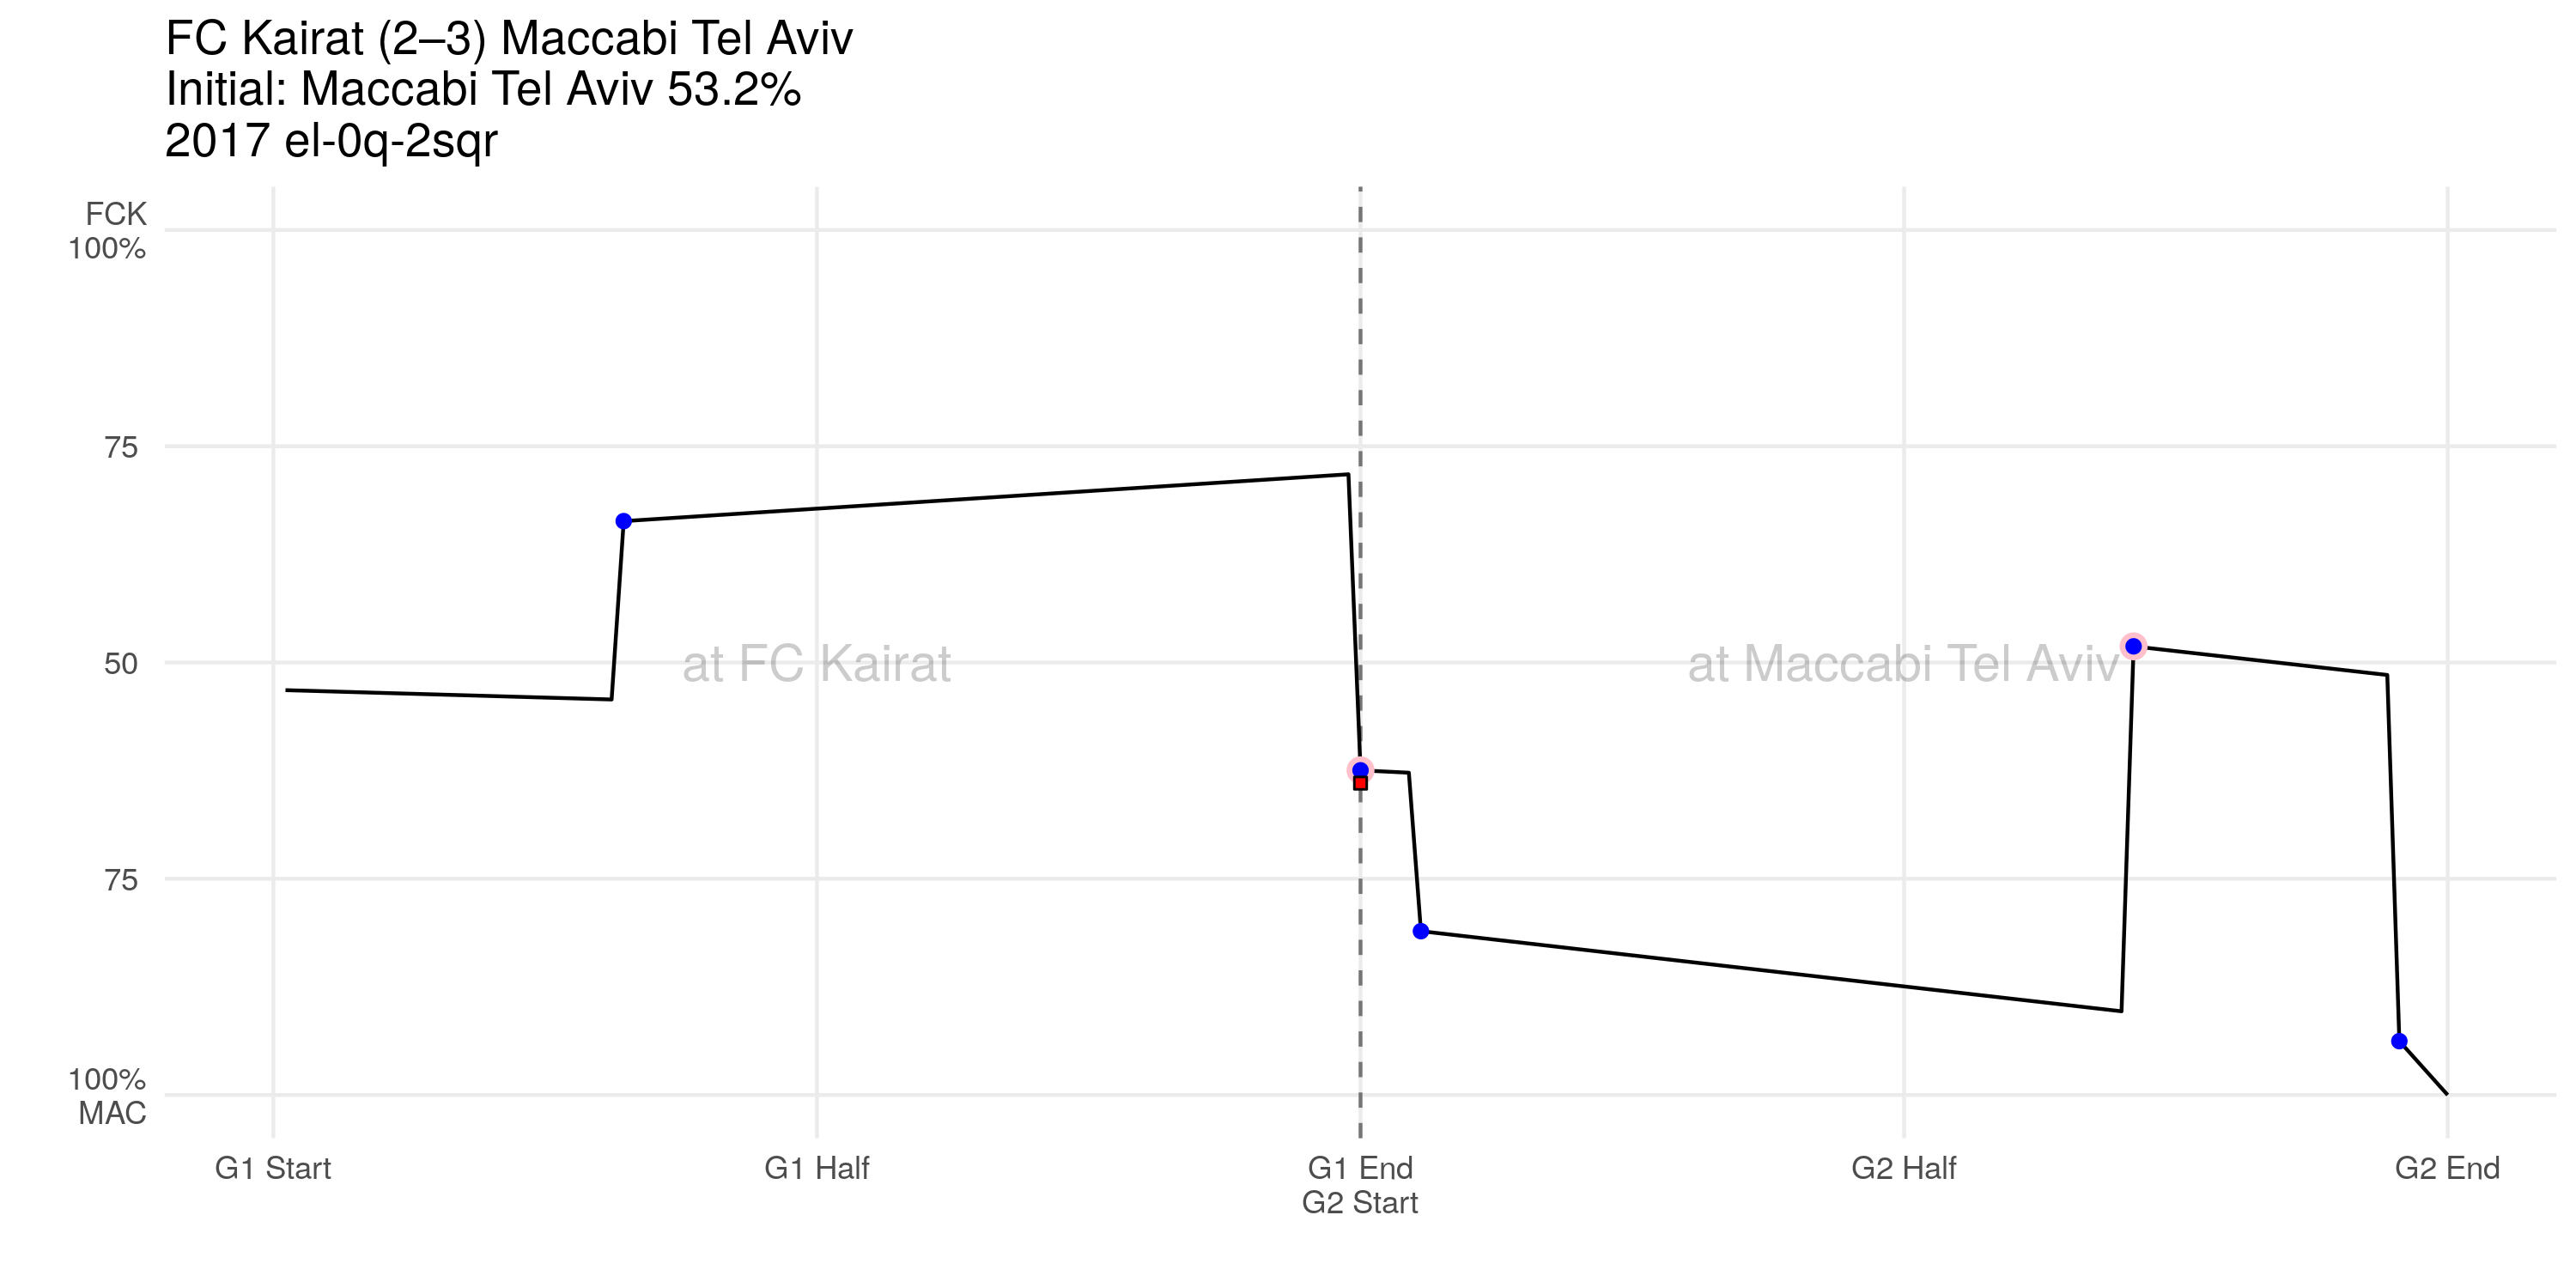 FC Kairat (2–3) Maccabi Tel Aviv
Initial: Maccabi Tel Aviv 53.2%
2017 el-0q-2sqr
FCK
100%
75
50
75
100%
MAC
at FC Kairat
at Maccabi Tel Aviv
G1 Start
G1 Half
G1 End
G2 Start
G2 Half
G2 End